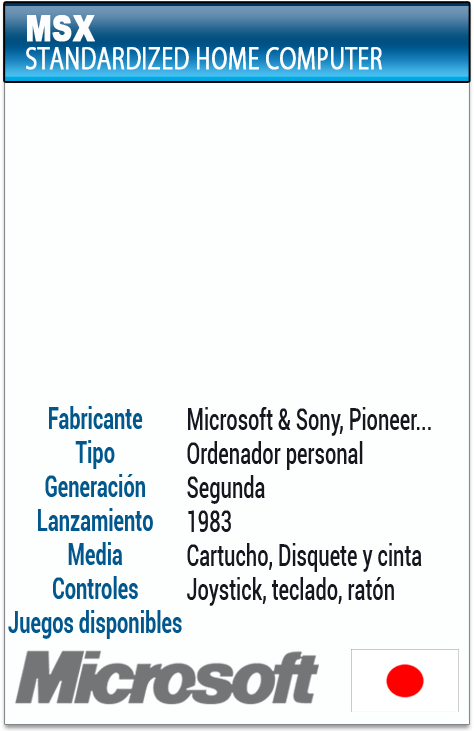 MSX
STANDARDIZED HOME COMPUTER
Fabricante Microsoft & Sony, Pioneer...
Tipo Ordenador personal
Generación Segunda
Lanzamiento 1983
Media Cartucho, Disquete y cinta
Controles Joystick, teclado, ratón
Juegos disponibles
Microsoft